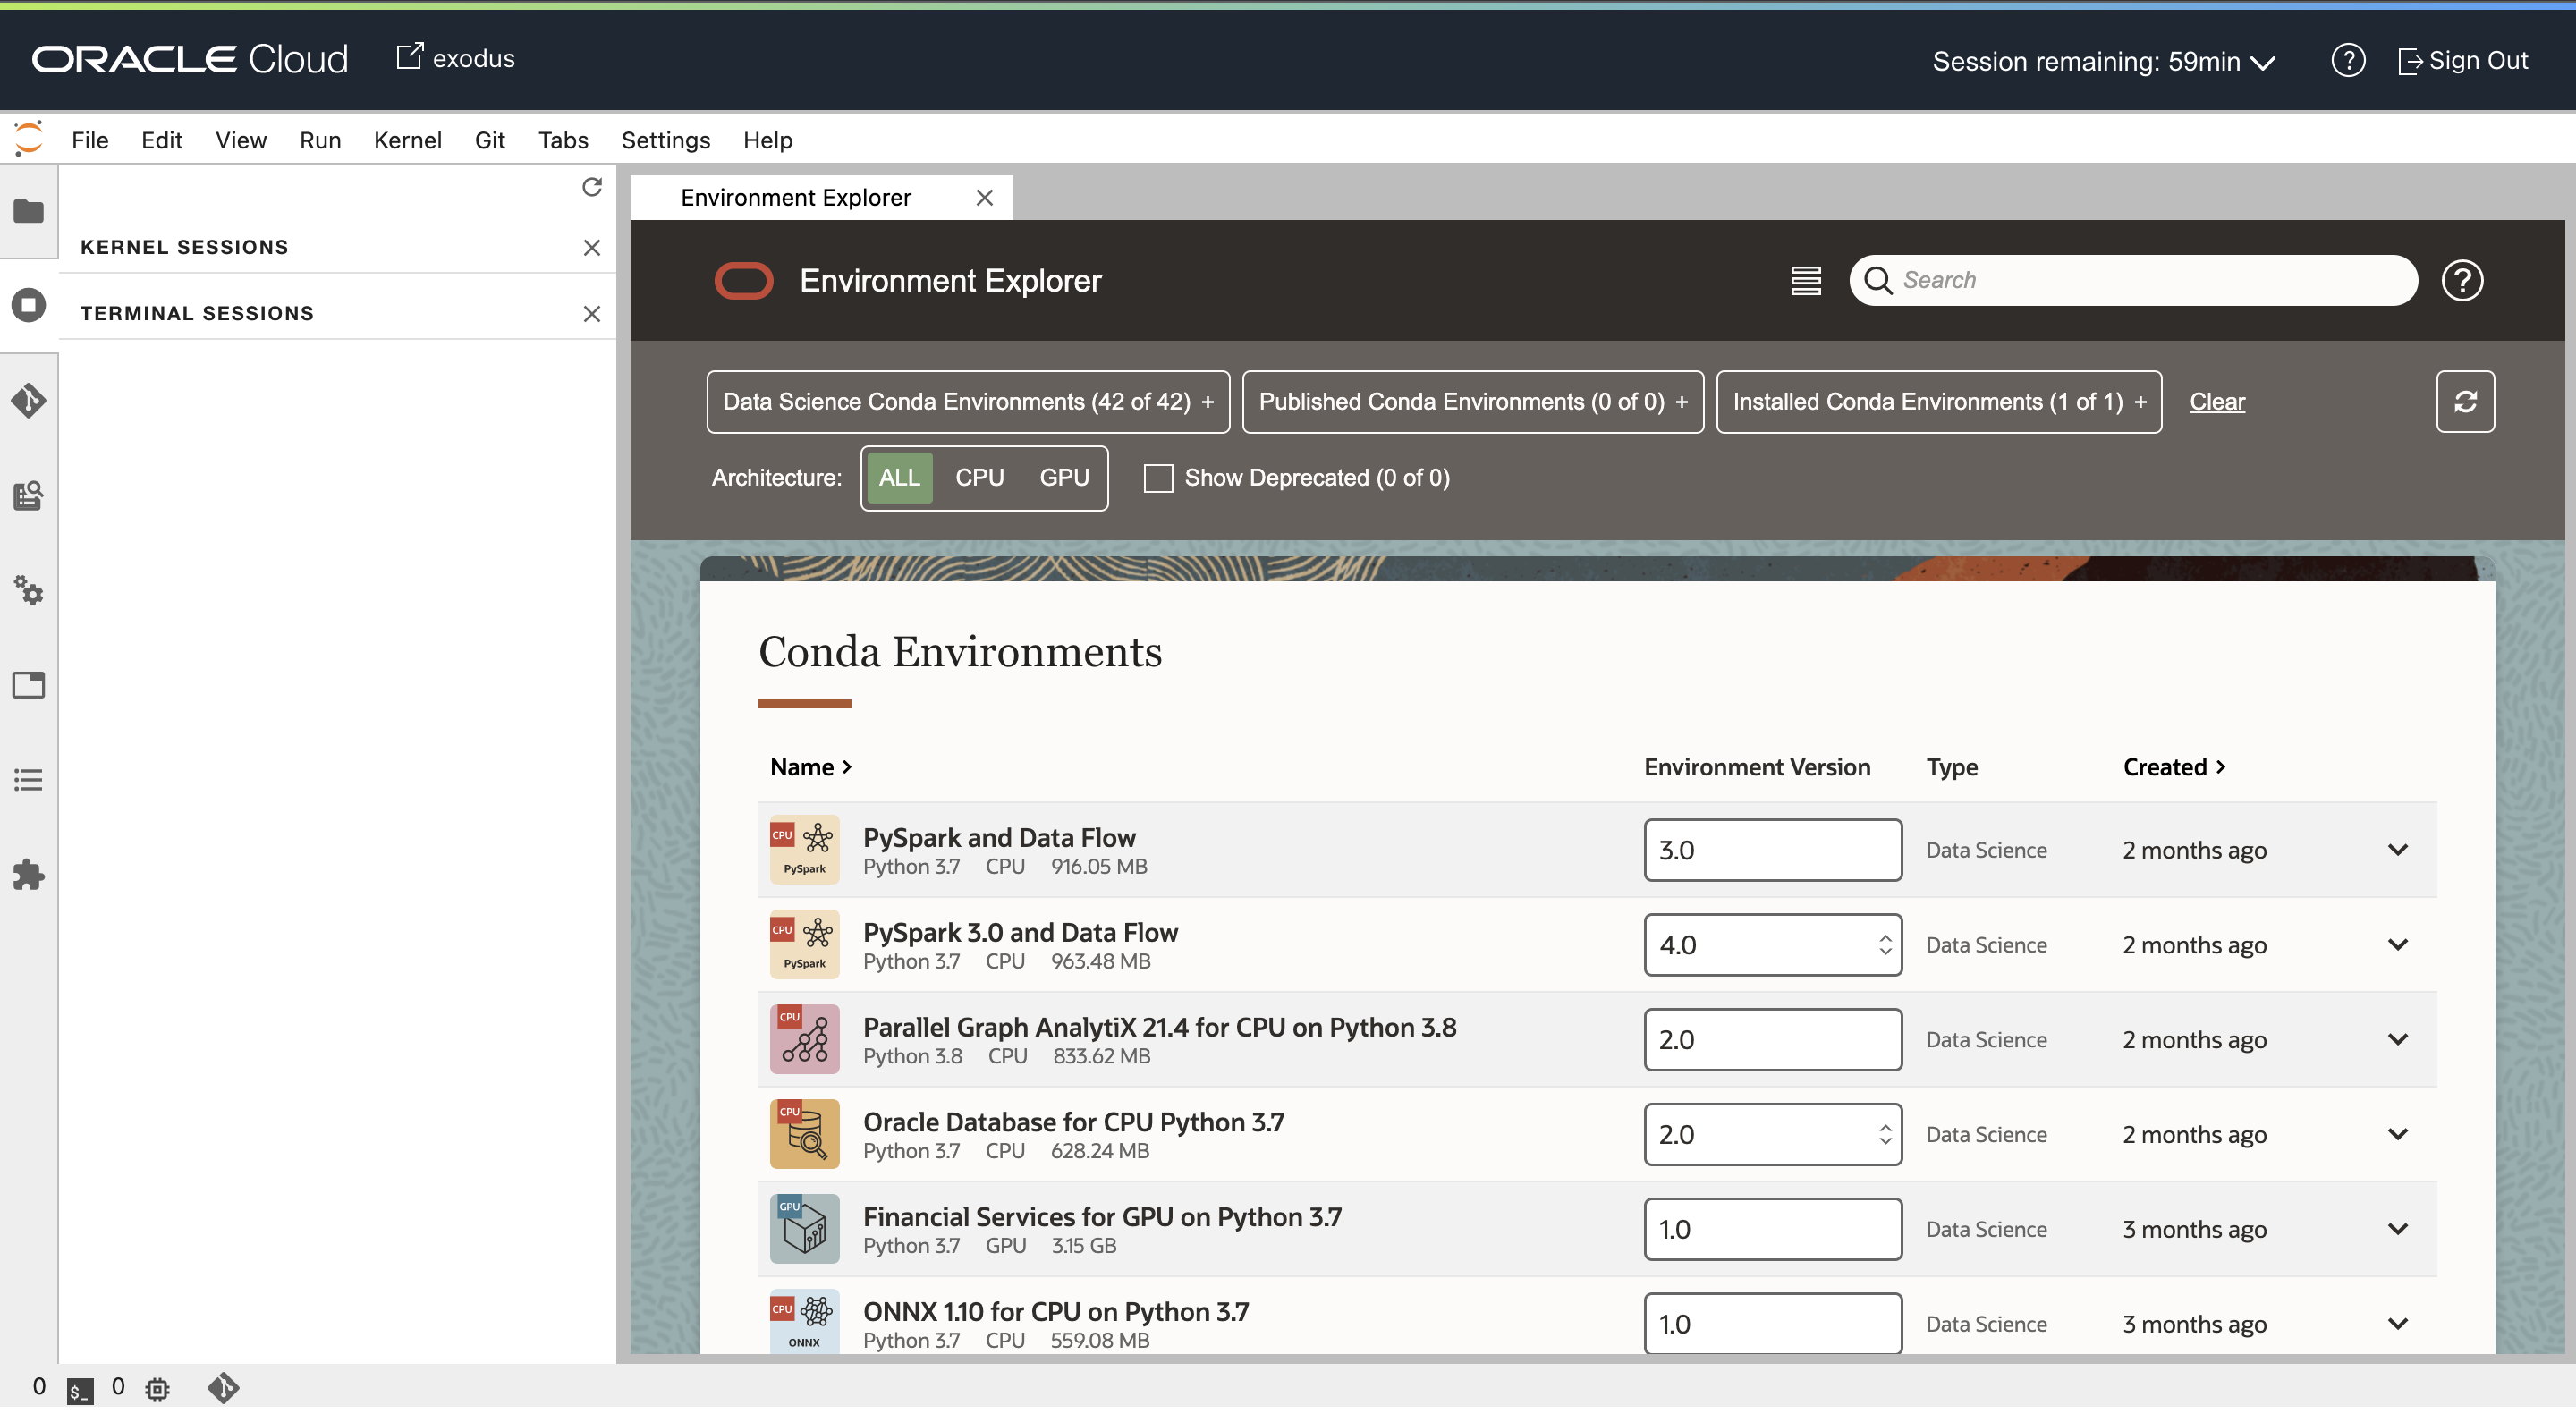 ORACLE Cloud exodus Session remaining: 59min ? Sign Out
File Edit View Run Kernel Git Tabs Settings Help
KERNEL SESSIONS
TERMINAL SESSIONS
Environment Explorer
Environment Explorer Search ?
Data Science Conda Environments (42 of 42) + Published Conda Environments (0 of 0) + Installed Conda Environments (1 of 1) + Clear
Architecture: ALL CPU GPU Show Deprecated (0 of 0)
Conda Environments
Name Environment Version Type Created
CPU PySpark
PySpark and Data Flow
Python 3.7 CPU 916.05 MB
3.0 Data Science 2 months ago
CPU PySpark
PySpark 3.0 and Data Flow
Python 3.7 CPU 963.48 MB
4.0 Data Science 2 months ago
CPU
Parallel Graph AnalytiX 21.4 for CPU on Python 3.8
Python 3.8 CPU 833.62 MB
2.0 Data Science 2 months ago
CPU
Oracle Database for CPU Python 3.7
Python 3.7 CPU 628.24 MB
2.0 Data Science 2 months ago
GPU
Financial Services for GPU on Python 3.7
Python 3.7 GPU 3.15 GB
1.0 Data Science 3 months ago
CPU ONNX
ONNX 1.10 for CPU on Python 3.7
Python 3.7 CPU 559.08 MB
1.0 Data Science 3 months ago
0 $_ 0